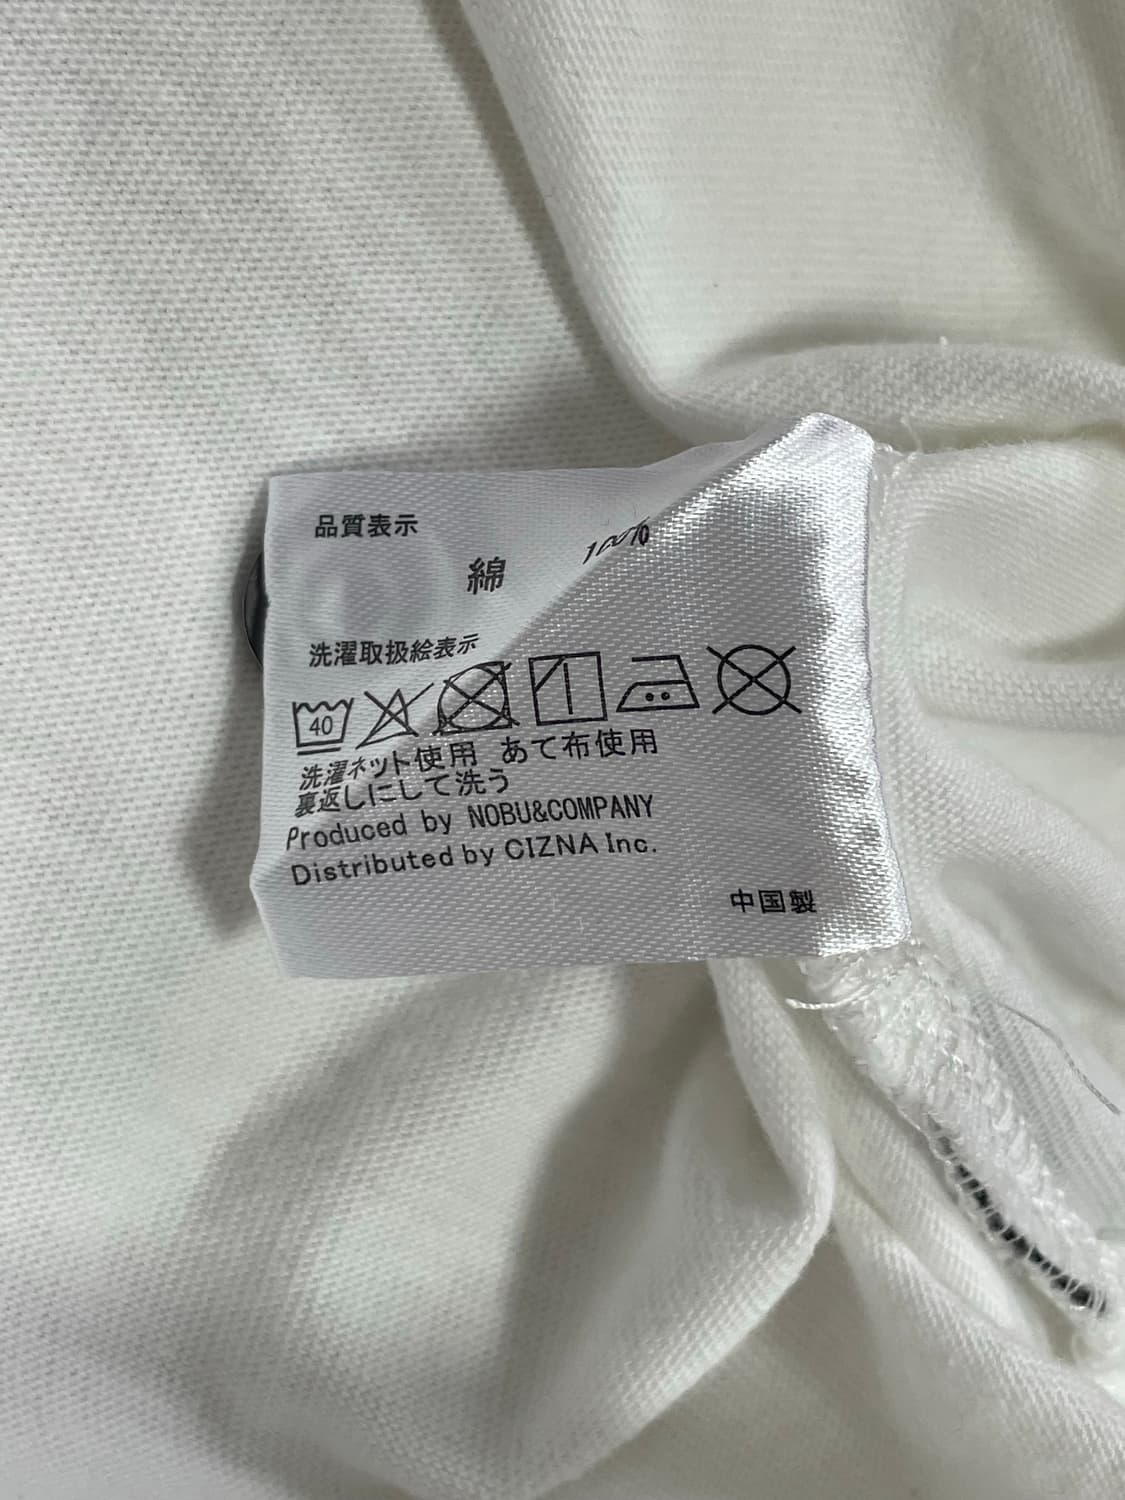 品質表示
綿 100%
洗濯取扱絵表示
40
洗濯ネット使用 あて布使用
裏返しにして洗う
Produced by NOBU&COMPANY
Distributed by CIZNA Inc.
中国製